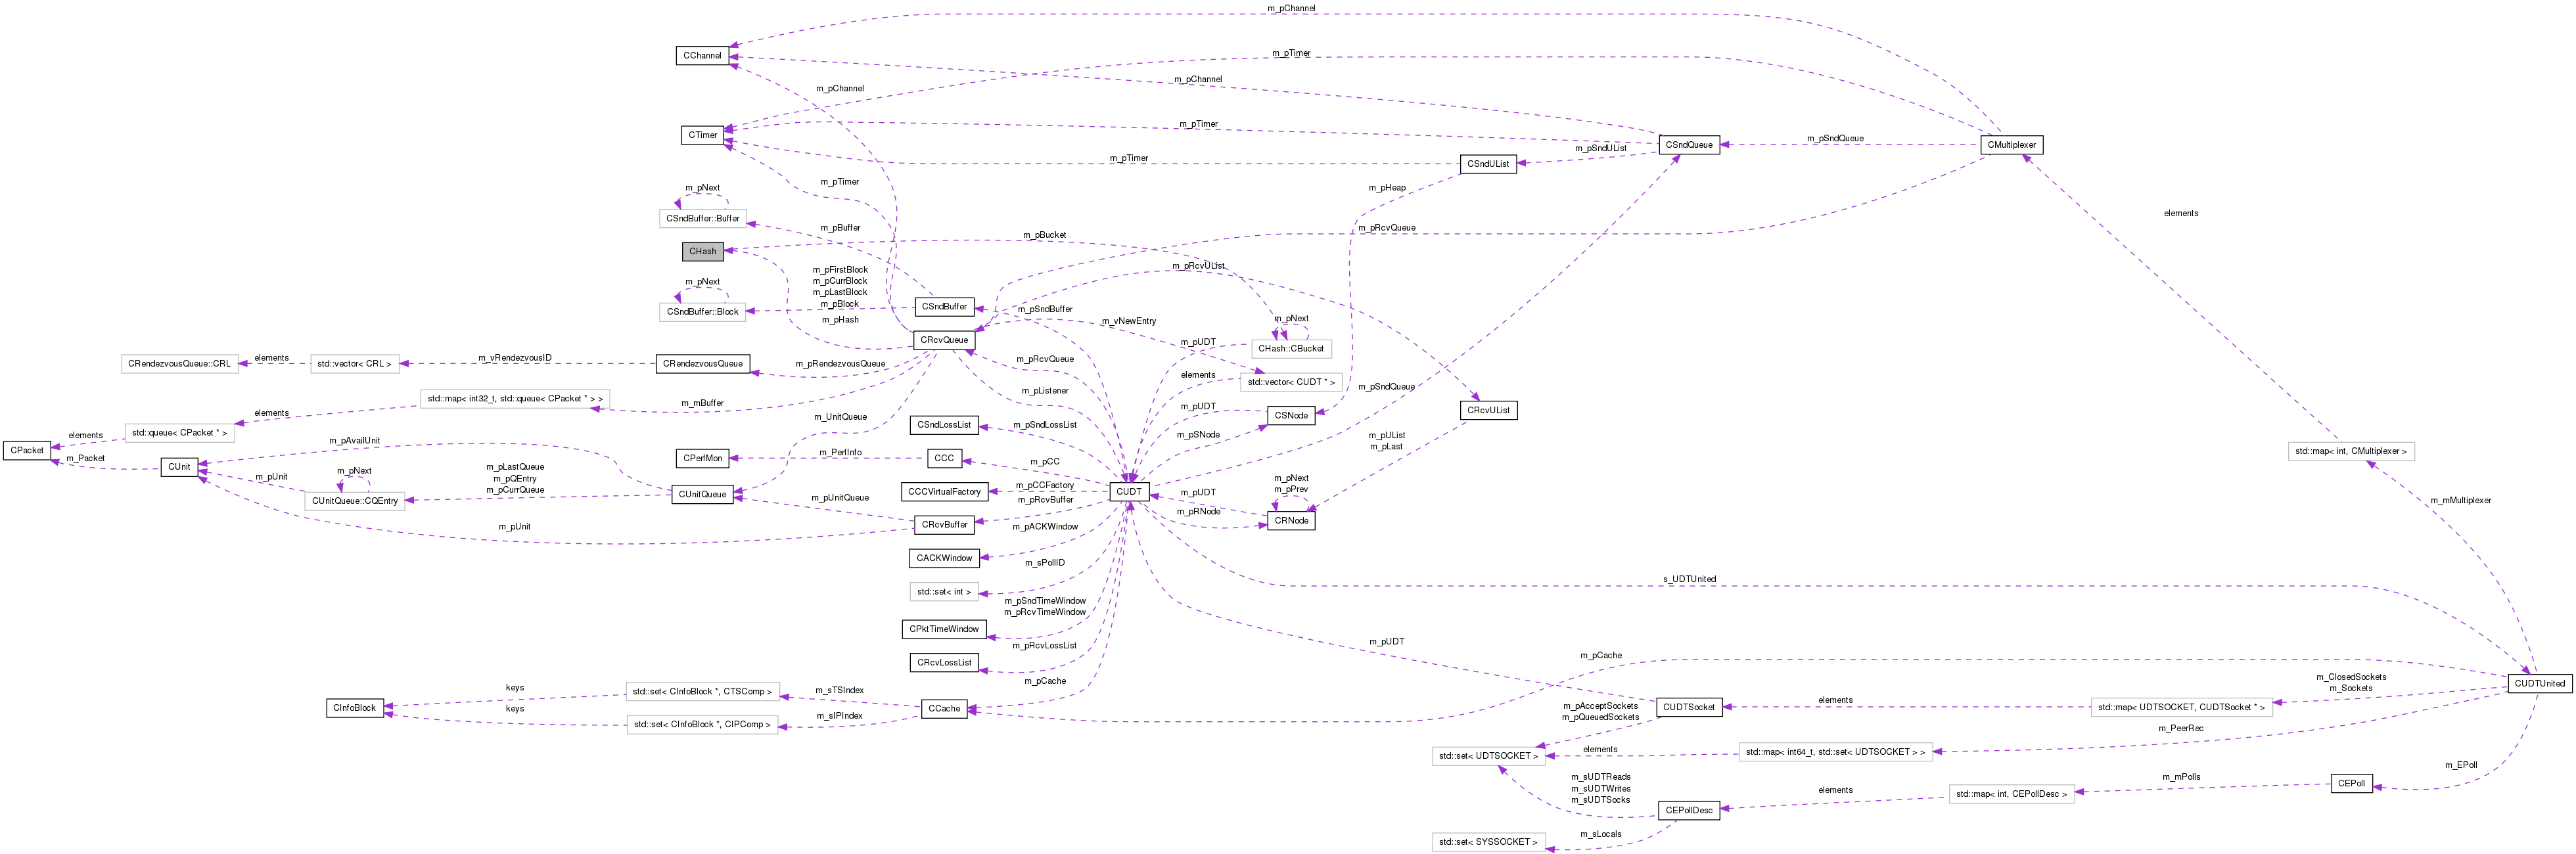 m_pChannel
CChannel
m_pTimer
m_pChannel
m_pChannel
CTimer
m_pTimer
CSndQueue
m_pSndQueue
CMultiplexer
m_pSndUList
m_pTimer
CSndUList
m_pTimer
m_pHeap
m_pNext
CSndBuffer::Buffer
elements
m_pBuffer
m_pRcvQueue
m_pBucket
CHash
m_pRcvUList
m_pFirstBlock
m_pCurrBlock
m_pLastBlock
m_pBlock
m_pNext
CSndBuffer::Block
CSndBuffer
m_pSndBuffer
m_pHash
m_vNewEntry
m_pNext
CRcvQueue
m_pUDT
CHash::CBucket
CRendezvousQueue::CRL
elements
std::vector< CRL >
m_vRendezvousID
CRendezvousQueue
m_pRendezvousQueue
m_pRcvQueue
elements
std::vector< CUDT * >
m_pListener
m_pSndQueue
std::map< int32_t, std::queue< CPacket * > >
m_mBuffer
m_pUDT
CSNode
CRcvUList
elements
m_UnitQueue
CSndLossList
m_pSndLossList
std::queue< CPacket * >
m_pSNode
m_pUList
m_pLast
m_pAvailUnit
CPacket
m_Packet
CUnit
CPerfMon
m_PerfInfo
CCC
m_pCC
std::map< int, CMultiplexer >
m_pLastQueue
m_pQEntry
m_pCurrQueue
m_pUnit
m_pNext
CUnitQueue::CQEntry
CUnitQueue
m_pUnitQueue
CCCVirtualFactory
m_pCCFactory
m_pRcvBuffer
CUDT
m_pUDT
m_pNext
m_pPrev
m_mMultiplexer
m_pRNode
CRNode
CRcvBuffer
m_pUnit
m_pACKWindow
CACKWindow
m_sPollID
s_UDTUnited
std::set< int >
m_pSndTimeWindow
m_pRcvTimeWindow
CPktTimeWindow
m_pRcvLossList
m_pUDT
CRcvLossList
m_pCache
m_pCache
CUDTUnited
m_ClosedSockets
m_Sockets
keys
std::set< CInfoBlock *, CTSComp >
m_sTSIndex
CInfoBlock
CCache
keys
std::set< CInfoBlock *, CIPComp >
m_sIPIndex
m_pAcceptSockets
m_pQueuedSockets
CUDTSocket
elements
std::map< UDTSOCKET, CUDTSocket * >
m_PeerRec
std::set< UDTSOCKET >
elements
std::map< int64_t, std::set< UDTSOCKET > >
m_EPoll
m_sUDTReads
m_sUDTWrites
m_sUDTSocks
m_mPolls
CEPoll
elements
std::map< int, CEPollDesc >
CEPollDesc
m_sLocals
std::set< SYSSOCKET >